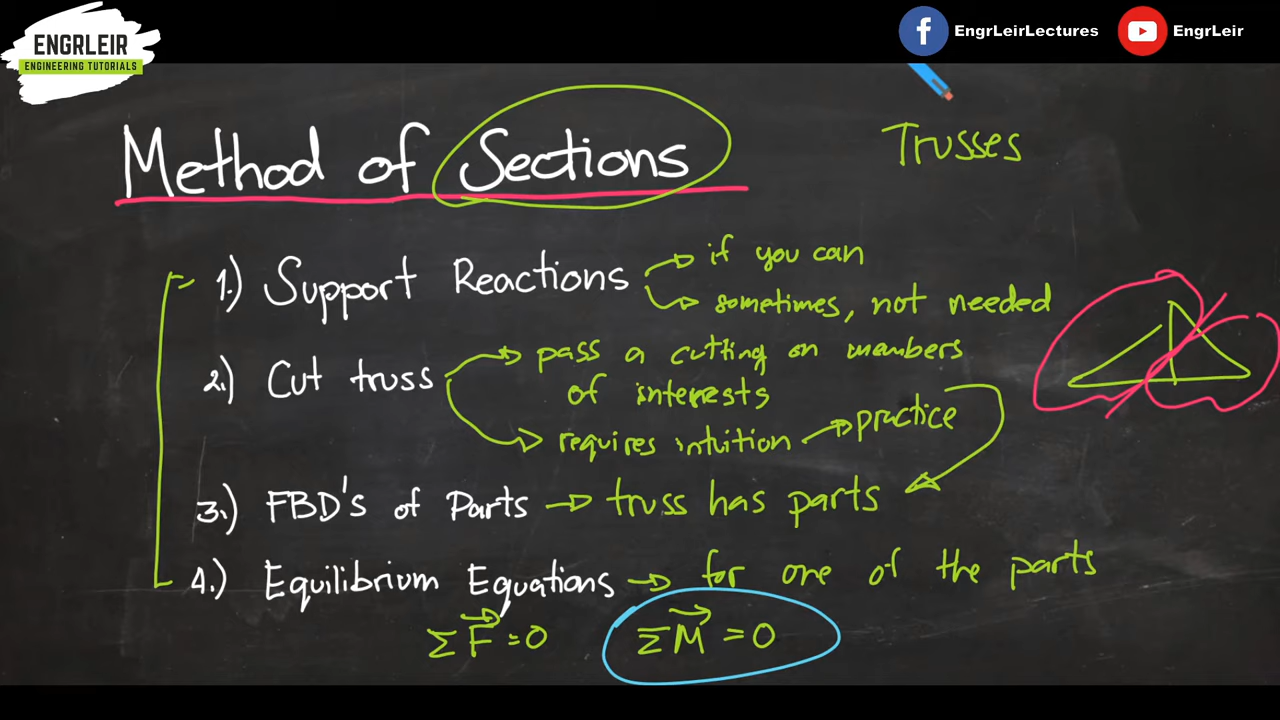 ENGRLEIR
ENGINEERING TUTORIALS
EngrLeirLectures
EngrLeir
Method of Sections
Trusses
1.) Support Reactions
→ if you can
→ sometimes, not needed
2.) Cut truss
→ pass a cutting on members
of interests
→ requires intuition → practice
3.) FBD's of Parts → truss has parts
4.) Equilibrium Equations → for one of the parts
ΣF⃗ = 0
ΣM⃗ = 0